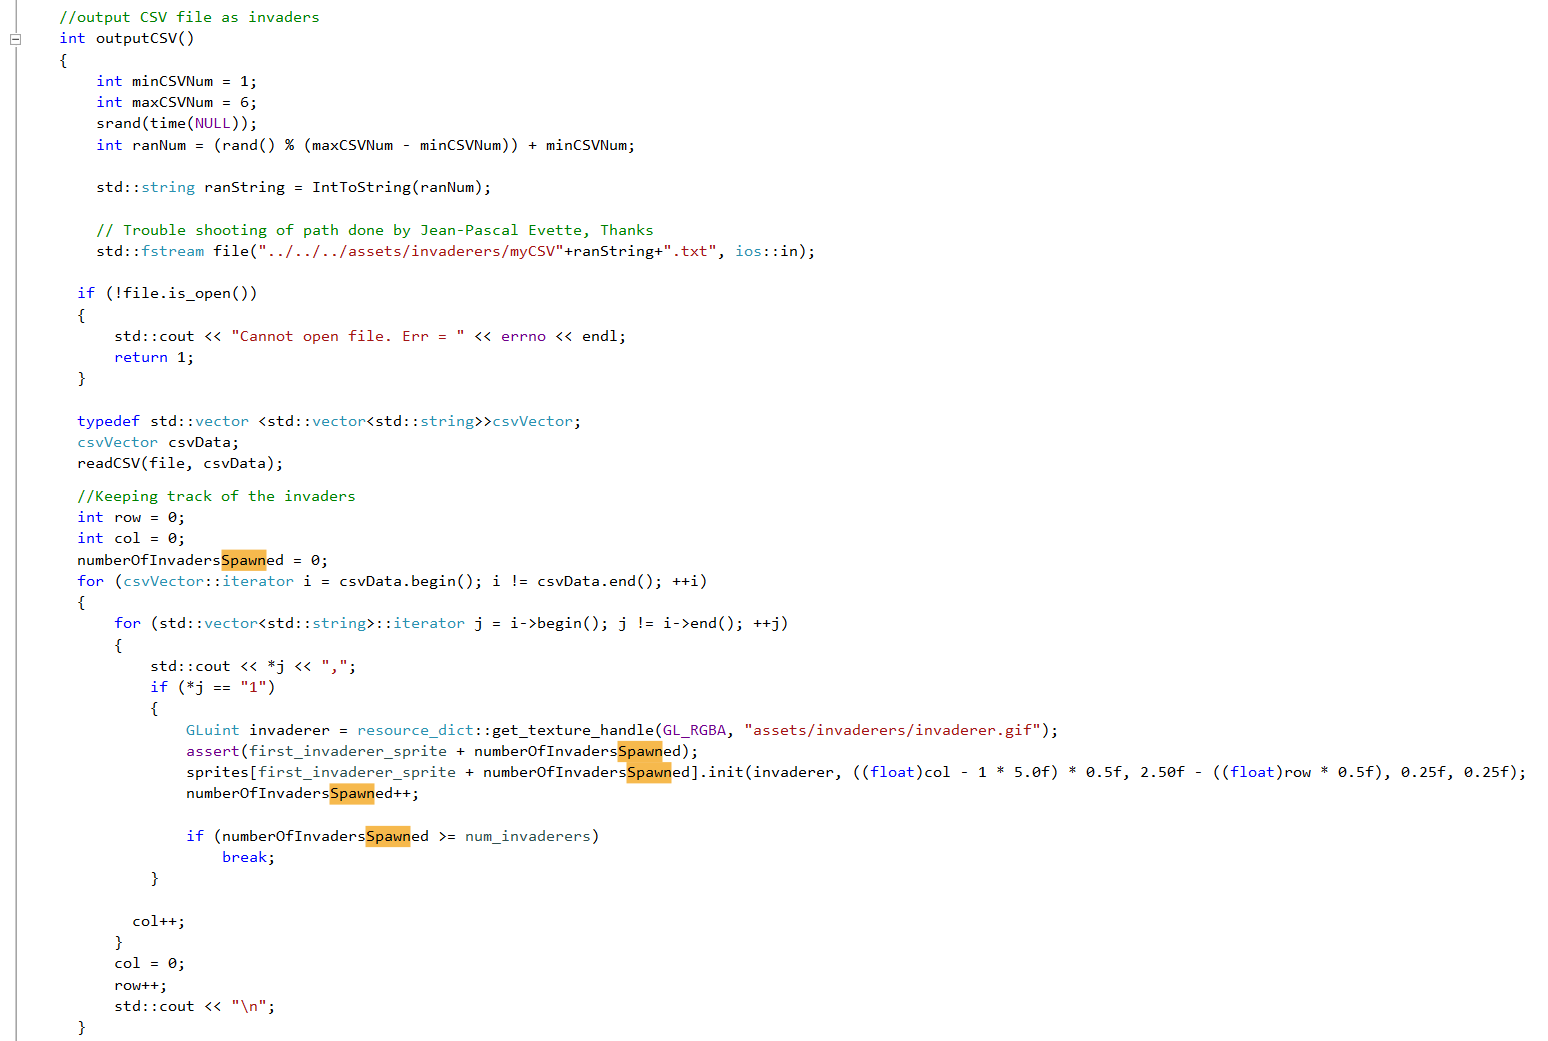 //output CSV file as invaders
int outputCSV()
{
int minCSVNum = 1;
int maxCSVNum = 6;
srand(time(NULL));
int ranNum = (rand() % (maxCSVNum - minCSVNum)) + minCSVNum;
std::string ranString = IntToString(ranNum);
// Trouble shooting of path done by Jean-Pascal Evette, Thanks
std::fstream file("../../../assets/invaderers/myCSV"+ranString+".txt", ios::in);
if (!file.is_open())
{
std::cout << "Cannot open file. Err = " << errno << endl;
return 1;
}
typedef std::vector <std::vector<std::string>>csvVector;
csvVector csvData;
readCSV(file, csvData);
//Keeping track of the invaders
int row = 0;
int col = 0;
numberOfInvadersSpawned = 0;
for (csvVector::iterator i = csvData.begin(); i != csvData.end(); ++i)
{
for (std::vector<std::string>::iterator j = i->begin(); j != i->end(); ++j)
{
std::cout << *j << ",";
if (*j == "1")
{
GLuint invaderer = resource_dict::get_texture_handle(GL_RGBA, "assets/invaderers/invaderer.gif");
assert(first_invaderer_sprite + numberOfInvadersSpawned);
sprites[first_invaderer_sprite + numberOfInvadersSpawned].init(invaderer, ((float)col - 1 * 5.0f) * 0.5f, 2.50f - ((float)row * 0.5f), 0.25f, 0.25f);
numberOfInvadersSpawned++;
if (numberOfInvadersSpawned >= num_invaderers)
break;
}
col++;
}
col = 0;
row++;
std::cout << "\n";
}